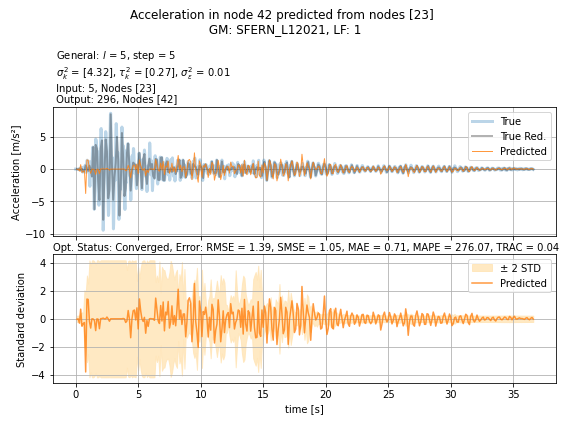 Acceleration in node 42 predicted from nodes [23]
GM: SFERN_L12021, LF: 1
General: l = 5, step = 5
σ²ₖ = [4.32], τ²ₖ = [0.27], σ²ε = 0.01
Input: 5, Nodes [23]
Output: 296, Nodes [42]
Acceleration [m/s²]
5
0
−5
−10
True
True Red.
Predicted
Opt. Status: Converged, Error: RMSE = 1.39, SMSE = 1.05, MAE = 0.71, MAPE = 276.07, TRAC = 0.04
Standard deviation
4
2
0
−2
−4
± 2 STD
Predicted
0 5 10 15 20 25 30 35
time [s]